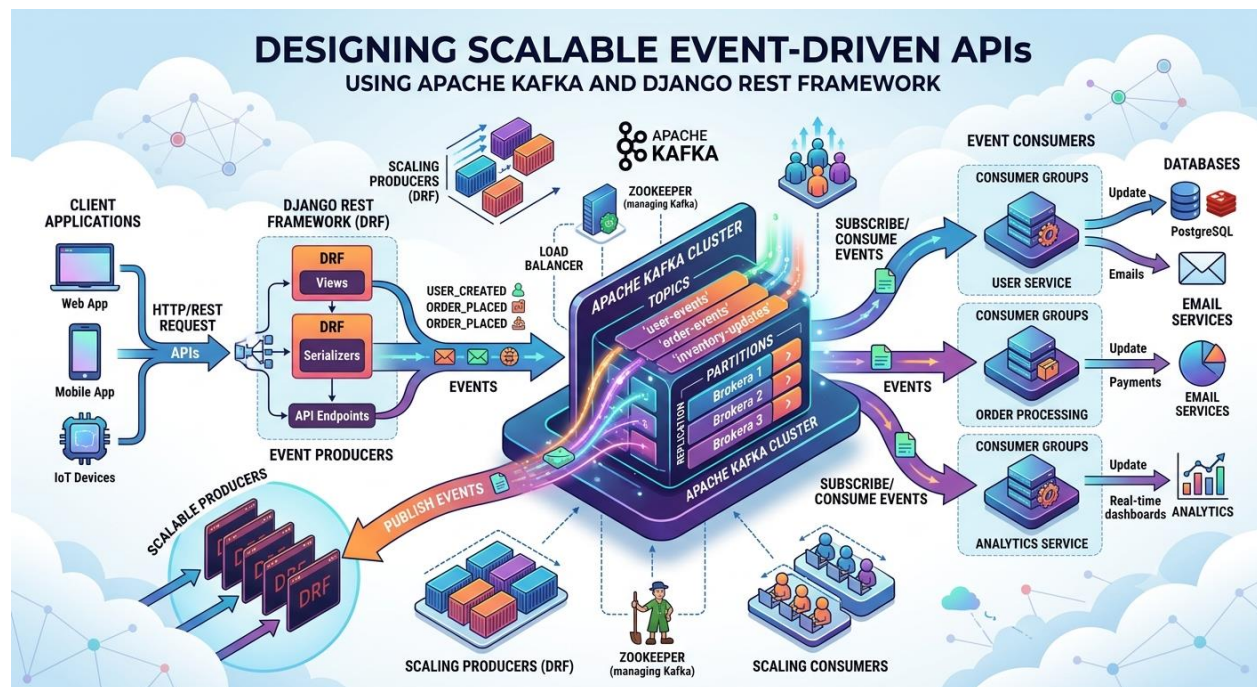 DESIGNING SCALABLE EVENT-DRIVEN APIs
USING APACHE KAFKA AND DJANGO REST FRAMEWORK
CLIENT
APPLICATIONS
Web App
Mobile App
IoT Devices
HTTP/REST
REQUEST
APIs
DJANGO REST
FRAMEWORK (DRF)
DRF
Views
DRF
Serializers
API Endpoints
EVENT PRODUCERS
SCALING
PRODUCERS
(DRF)
USER_CREATED
ORDER_PLACED
ORDER_PLACED
EVENTS
LOAD
BALANCER
APACHE
KAFKA
ZOOKEEPER
(managing Kafka)
APACHE KAFKA CLUSTER
TOPICS
'user-events'
'order-events'
'inventory-updates'
PARTITIONS
REPLICATION
Brokera 1
Brokera 2
Brokera 3
APACHE KAFKA CLUSTER
SUBSCRIBE/
CONSUME
EVENTS
EVENTS
SUBSCRIBE/
CONSUME EVENTS
EVENT CONSUMERS
CONSUMER GROUPS
USER SERVICE
CONSUMER GROUPS
ORDER PROCESSING
CONSUMER GROUPS
ANALYTICS SERVICE
DATABASES
Update
PostgreSQL
Emails
EMAIL
SERVICES
Update
Payments
EMAIL
SERVICES
Update
Real-time
dashboards
ANALYTICS
PUBLISH EVENTS
SCALABLE PRODUCERS
DRF
DRF
SCALING PRODUCERS (DRF)
ZOOKEEPER
(managing Kafka)
SCALING CONSUMERS